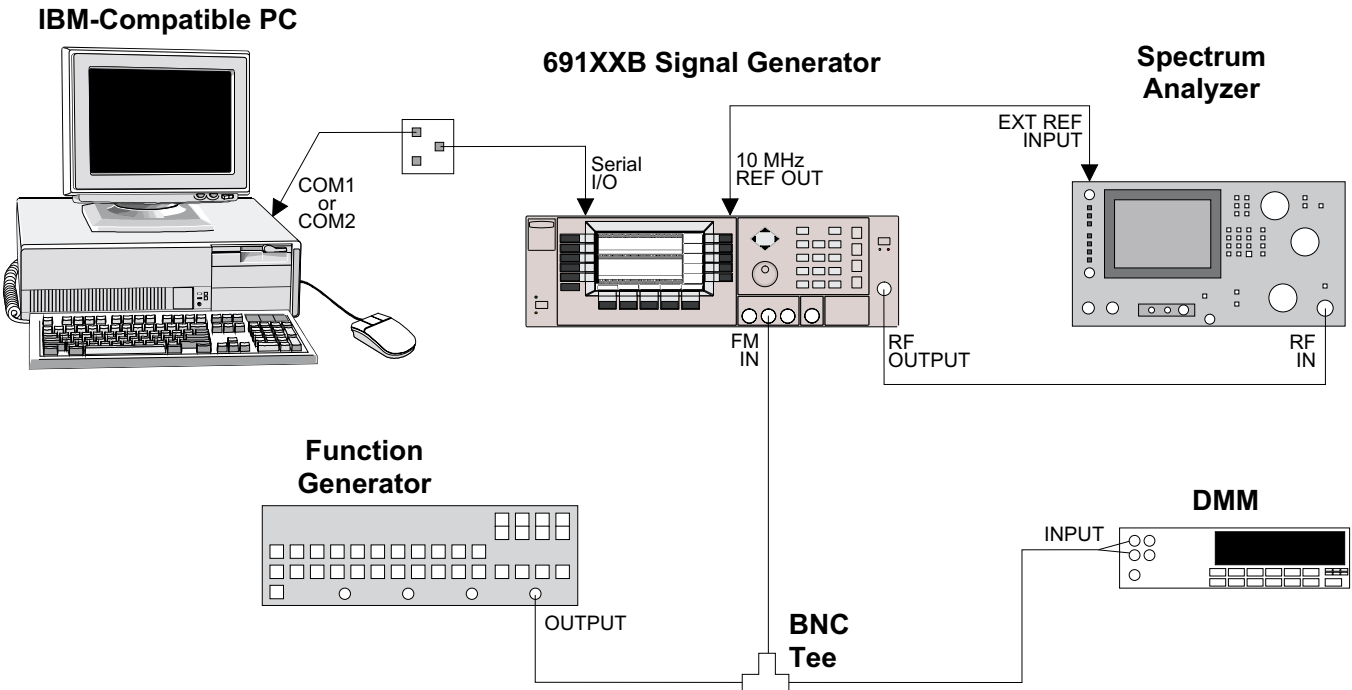 IBM-Compatible PC
691XXB Signal Generator
Spectrum
Analyzer
EXT REF
INPUT
COM1
or
COM2
Serial
I/O
10 MHz
REF OUT
FM
IN
RF
OUTPUT
RF
IN
Function
Generator
DMM
INPUT
OUTPUT
BNC
Tee